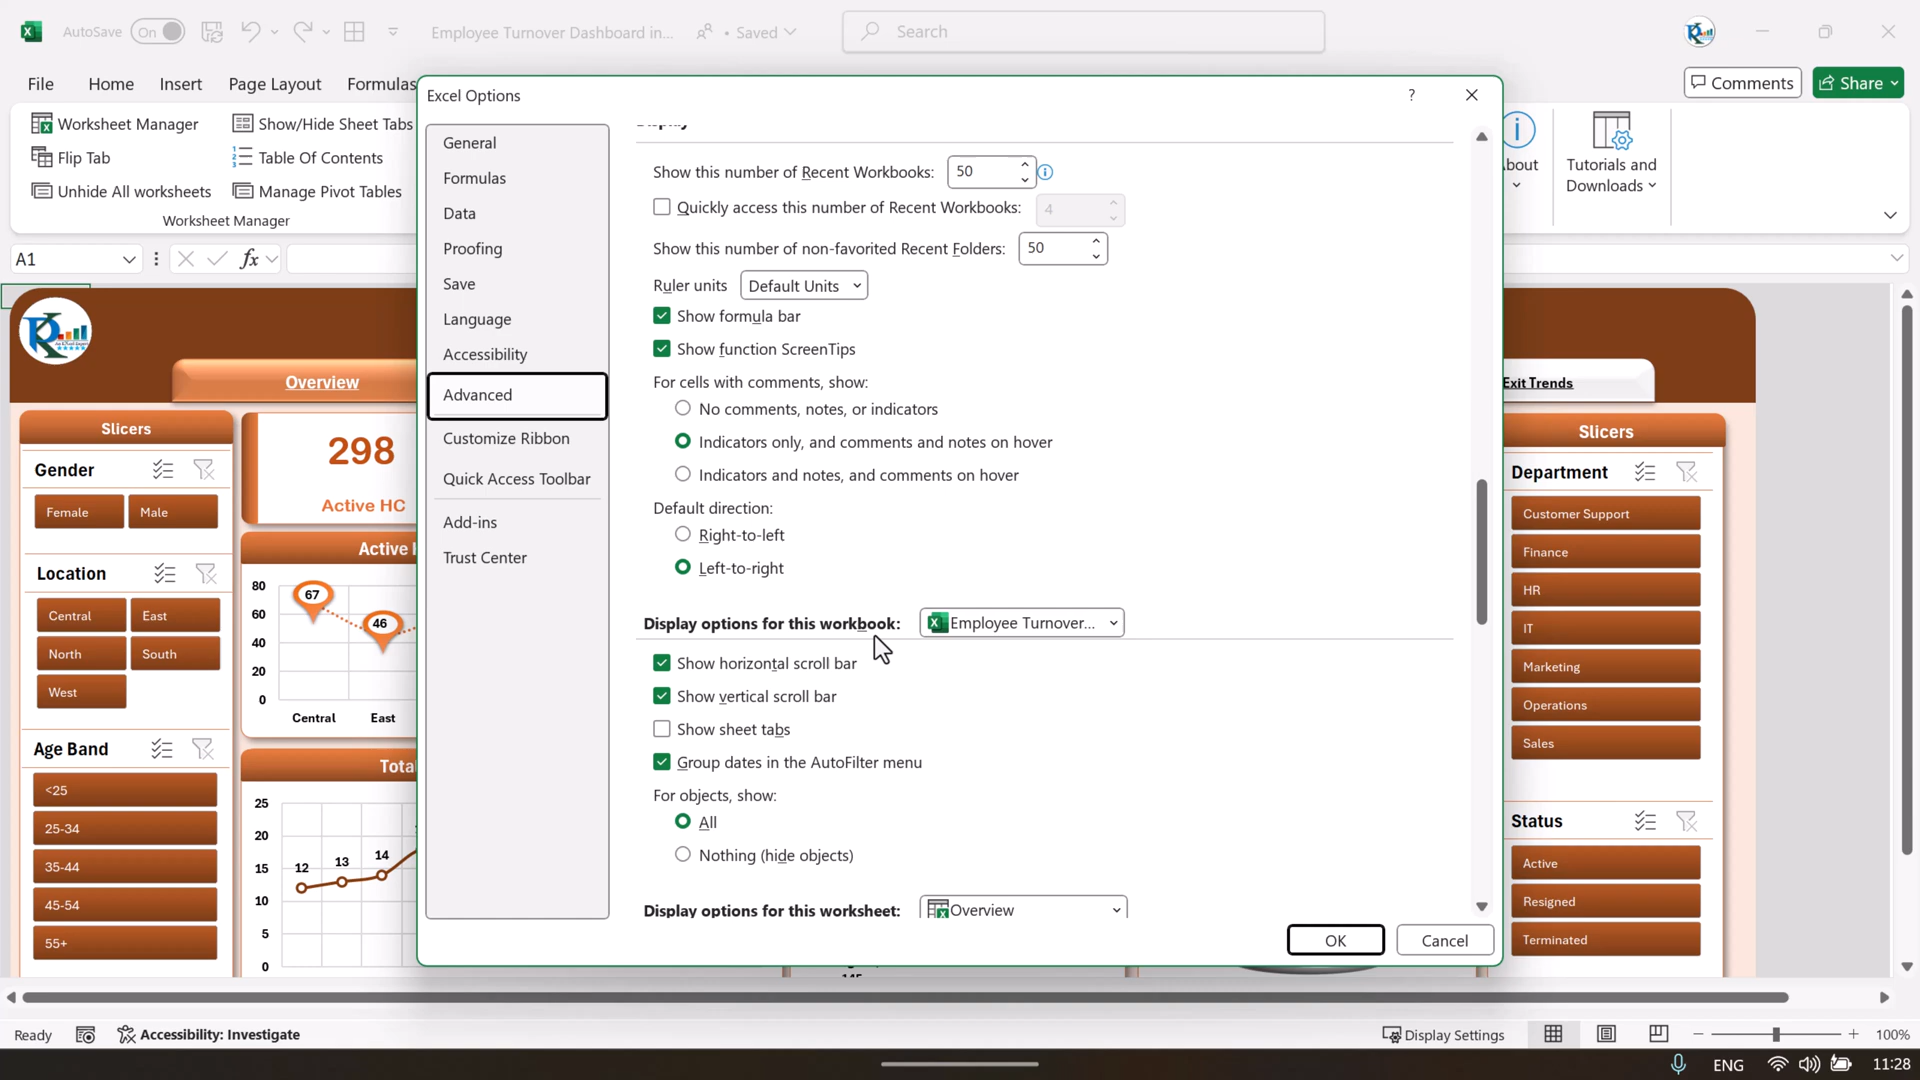 AutoSave On Employee Turnover Dashboard in... • Saved Search
File Home Insert Page Layout Formulas Comments Share
Worksheet Manager Show/Hide Sheet Tabs
Flip Tab Table Of Contents
Unhide All worksheets Manage Pivot Tables
Worksheet Manager
Tutorials and
Downloads
A1 fx
Excel Options ?
General
Formulas
Data
Proofing
Save
Language
Accessibility
Advanced
Customize Ribbon
Quick Access Toolbar
Add-ins
Trust Center
Show this number of Recent Workbooks: 50
Quickly access this number of Recent Workbooks: 4
Show this number of non-favorited Recent Folders: 50
Ruler units Default Units
Show formula bar
Show function ScreenTips
For cells with comments, show:
No comments, notes, or indicators
Indicators only, and comments and notes on hover
Indicators and notes, and comments on hover
Default direction:
Right-to-left
Left-to-right
Display options for this workbook: Employee Turnover...
Show horizontal scroll bar
Show vertical scroll bar
Show sheet tabs
Group dates in the AutoFilter menu
For objects, show:
All
Nothing (hide objects)
Display options for this worksheet: Overview
OK Cancel
Overview
Slicers
Gender
Female Male
Location
Central East
North South
West
Age Band
<25
25-34
35-44
45-54
55+
298
Active HC
Active
80
60
40
20
0
67
46
Central East
25
20
15
10
5
0
12 13 14
Exit Trends
Slicers
Department
Customer Support
Finance
HR
IT
Marketing
Operations
Sales
Status
Active
Resigned
Terminated
Ready Accessibility: Investigate Display Settings 100%
ENG 11:28